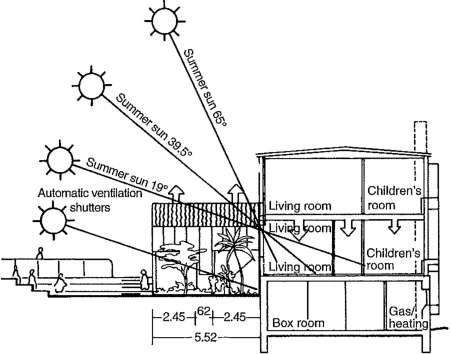 Summer sun 65°
Summer sun 39.5°
Summer sun 19°
Automatic ventilation
shutters
Living room
Children's
room
Living room
Living room
Children's
room
62
2.45
2.45
5.52
Box room
Gas/
heating